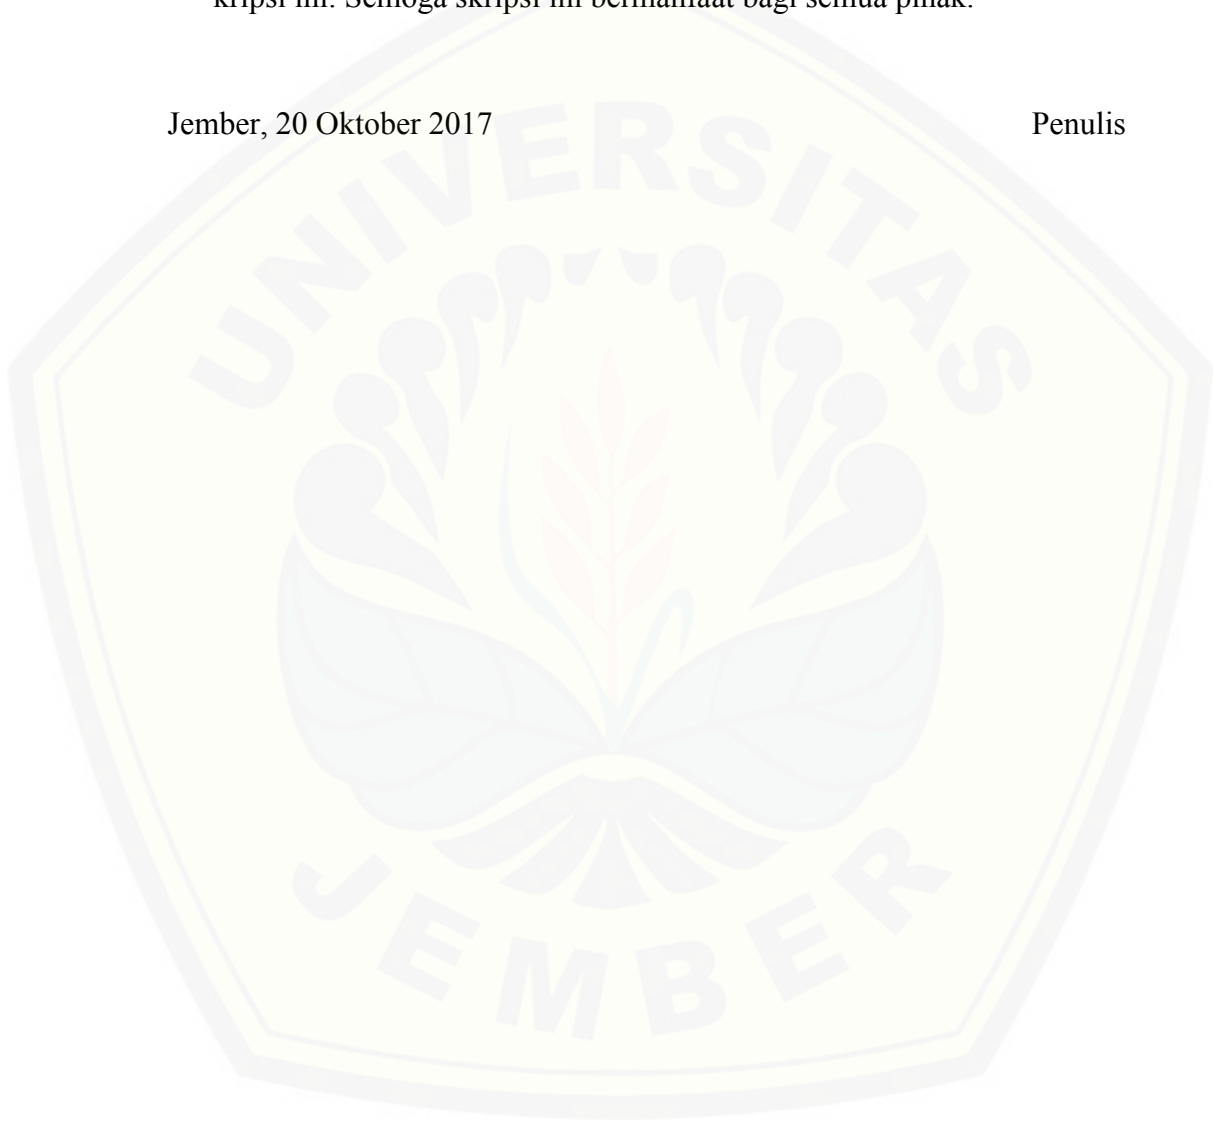 kripsi ini. Semoga skripsi ini bermanfaat bagi semua pihak.
Jember, 20 Oktober 2017 Penulis
UNIVERSITAS
JEMBER